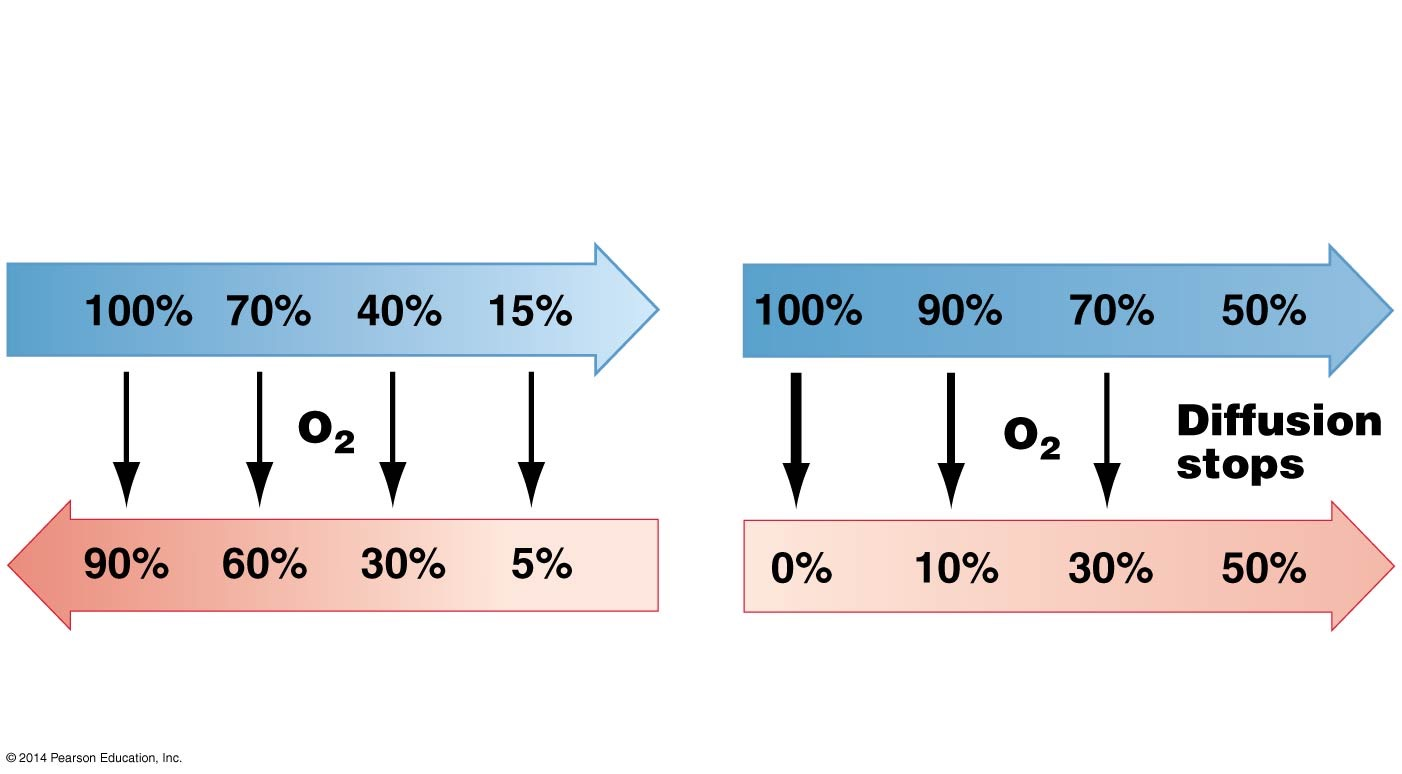 100% 70% 40% 15%
O₂
90% 60% 30% 5%
100% 90% 70% 50%
O₂
Diffusion
stops
0% 10% 30% 50%
© 2014 Pearson Education, Inc.